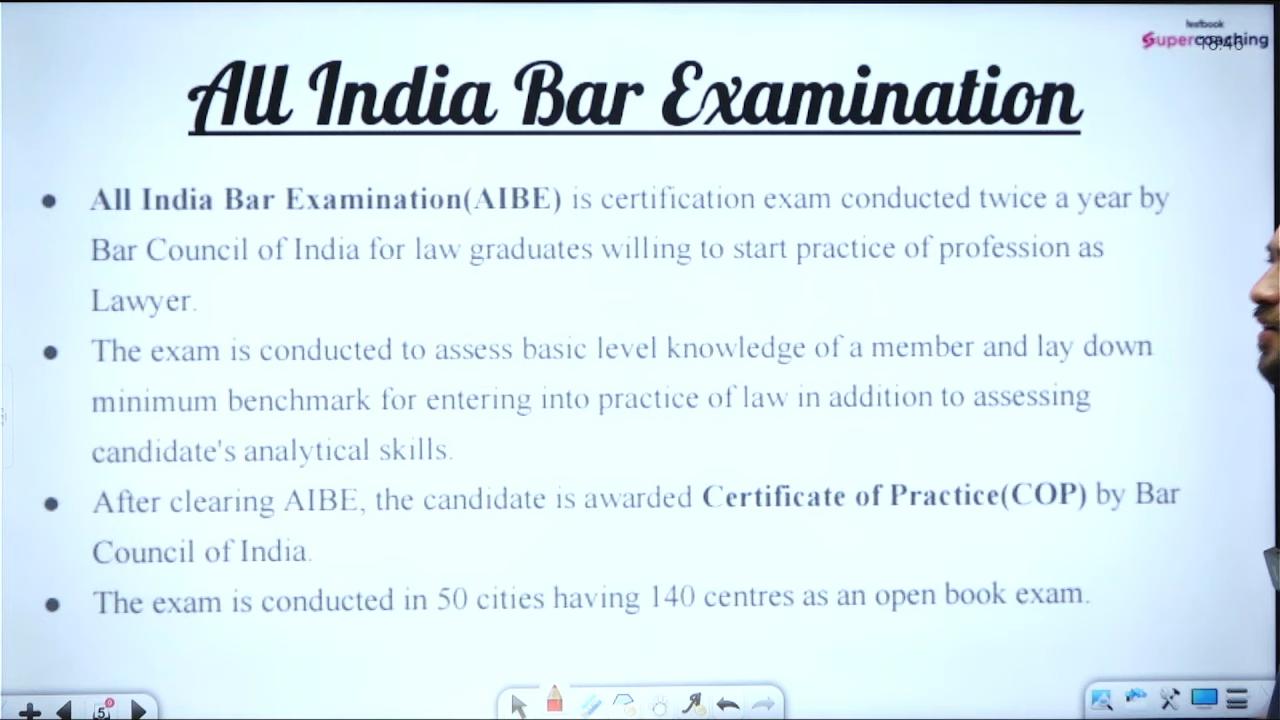 testbook
Supercoaching
18:46
All India Bar Examination
● All India Bar Examination(AIBE) is certification exam conducted twice a year by
Bar Council of India for law graduates willing to start practice of profession as
Lawyer.
● The exam is conducted to assess basic level knowledge of a member and lay down
minimum benchmark for entering into practice of law in addition to assessing
candidate's analytical skills.
● After clearing AIBE, the candidate is awarded Certificate of Practice(COP) by Bar
Council of India.
● The exam is conducted in 50 cities having 140 centres as an open book exam.
5